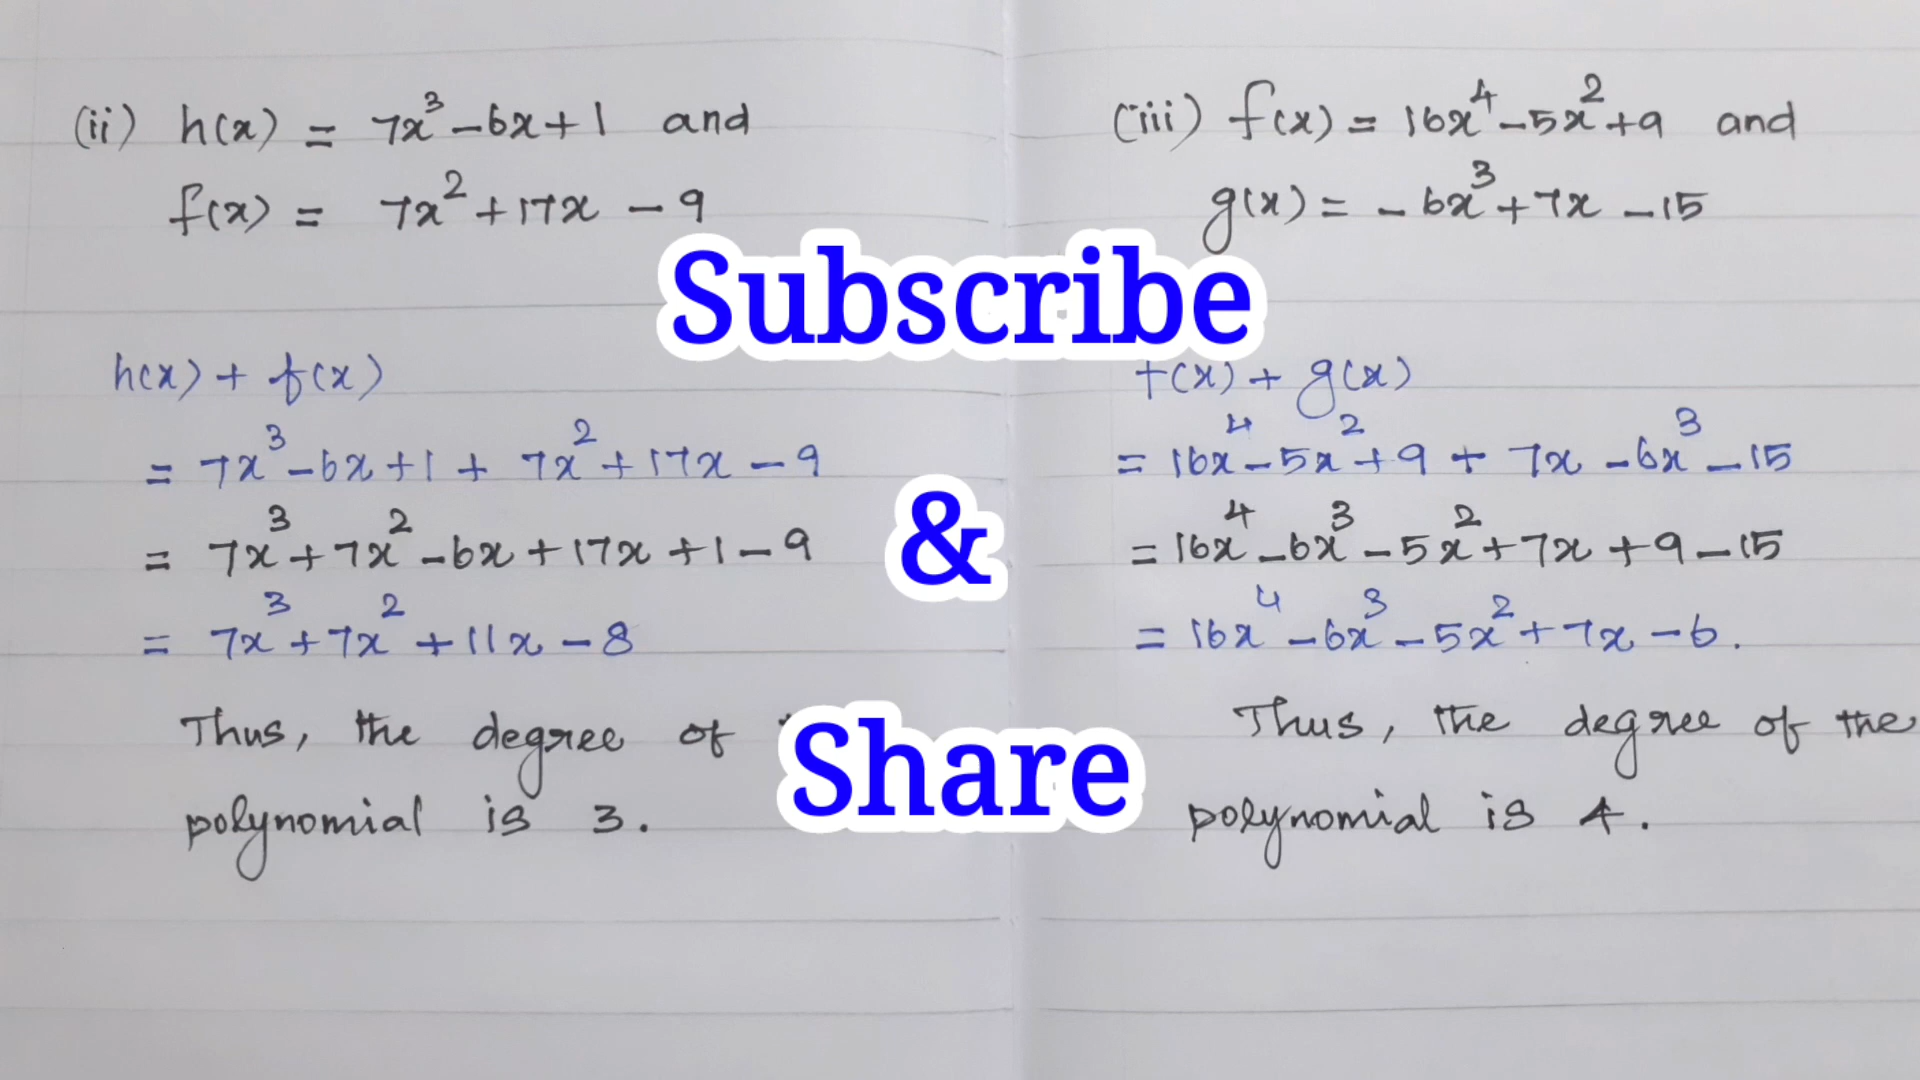 (ii) h(x) = 7x³ - 6x + 1 and
f(x) = 7x² + 17x - 9
h(x) + f(x)
= 7x³ - 6x + 1 + 7x² + 17x - 9
= 7x³ + 7x² - 6x + 17x + 1 - 9
= 7x³ + 7x² + 11x - 8
Thus, the degree of
polynomial is 3.
(iii) f(x) = 16x⁴ - 5x² + 9 and
g(x) = - 6x³ + 7x - 15
f(x) + g(x)
= 16x⁴ - 5x² + 9 + 7x - 6x³ - 15
= 16x⁴ - 6x³ - 5x² + 7x + 9 - 15
= 16x⁴ - 6x³ - 5x² + 7x - 6.
Thus, the degree of the
polynomial is 4.
Subscribe
&
Share